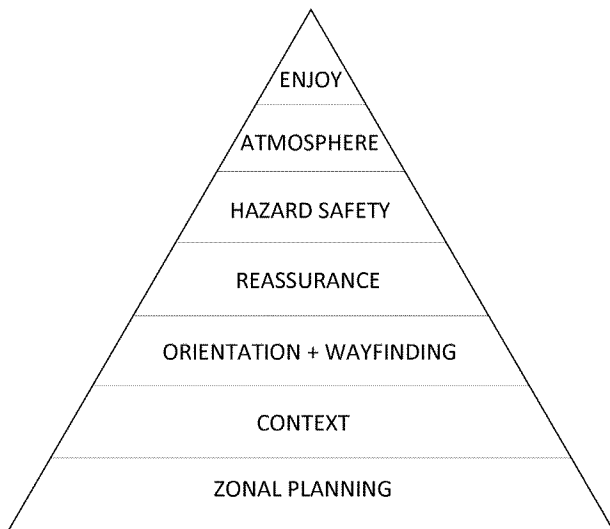 ENJOY
ATMOSPHERE
HAZARD SAFETY
REASSURANCE
ORIENTATION + WAYFINDING
CONTEXT
ZONAL PLANNING